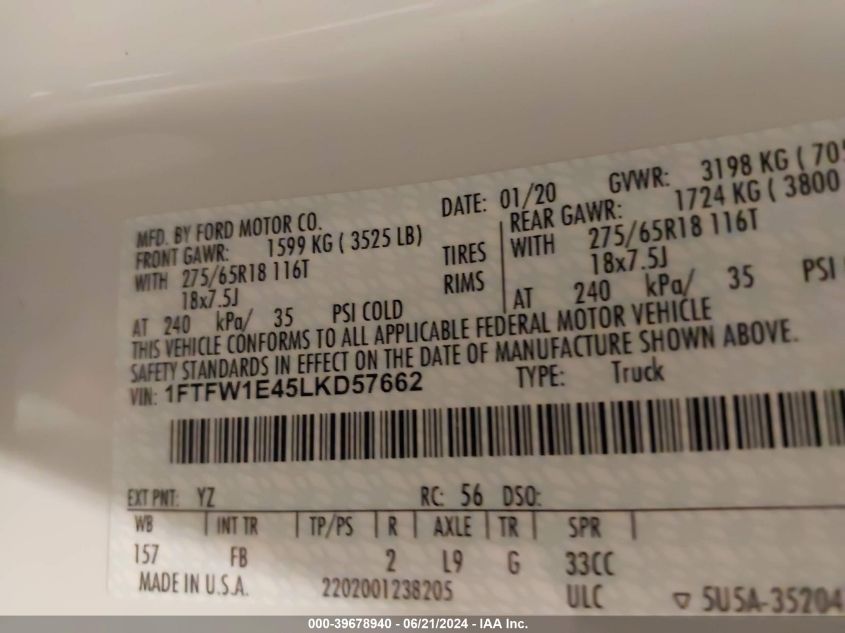 MFD. BY FORD MOTOR CO. DATE: 01/20 GVWR: 3198 KG ( 705
FRONT GAWR: 1599 KG ( 3525 LB) REAR GAWR: 1724 KG ( 3800
WITH 275/65R18 116T TIRES WITH 275/65R18 116T
18x7.5J RIMS 18x7.5J
AT 240 kPa/ 35 PSI COLD AT 240 kPa/ 35 PSI
THIS VEHICLE CONFORMS TO ALL APPLICABLE FEDERAL MOTOR VEHICLE
SAFETY STANDARDS IN EFFECT ON THE DATE OF MANUFACTURE SHOWN ABOVE.
VIN: 1FTFW1E45LKD57662 TYPE: Truck
EXT PNT: YZ RC: 56 DSO:
WB INT TR TP/PS R AXLE TR SPR
157 FB 2 L9 G 33CC
MADE IN U.S.A. 2202001238205 ULC ▽ 5U5A-35204
000-39678940 - 06/21/2024 - IAA Inc.